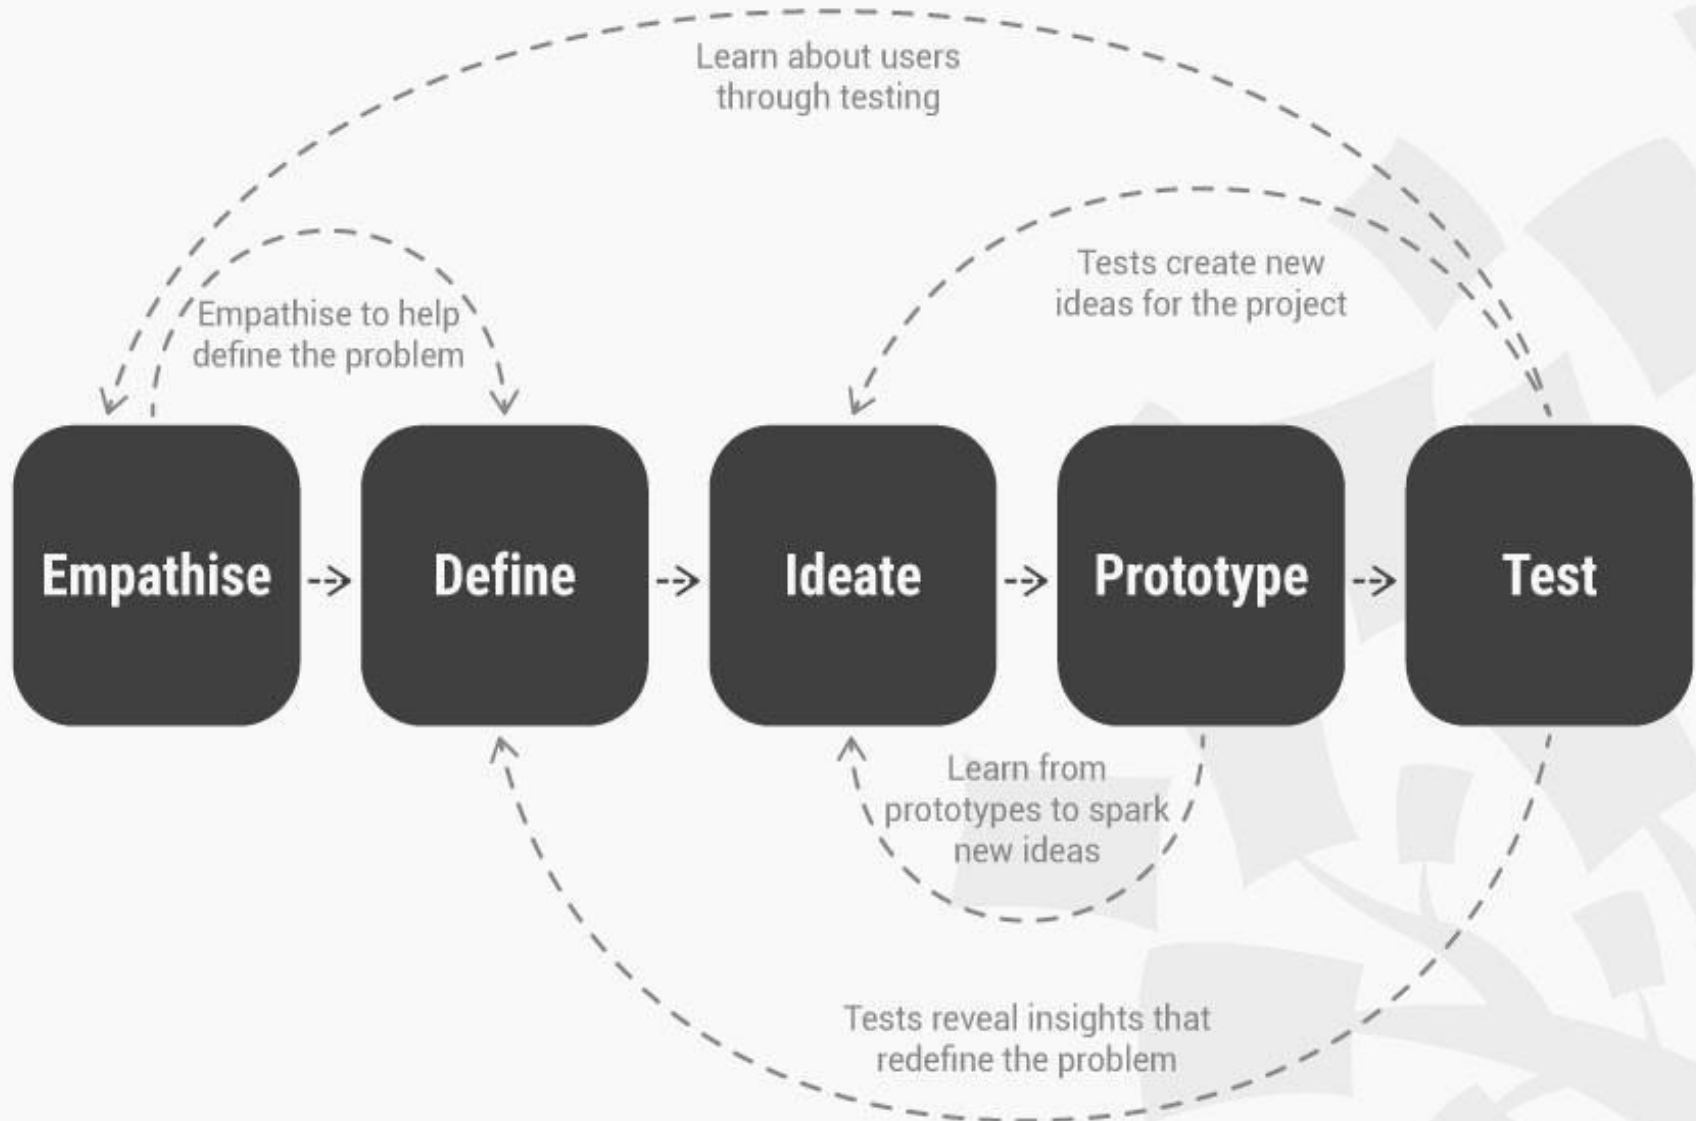 Learn about users
through testing
Tests create new
ideas for the project
Empathise to help
define the problem
Empathise
Define
Ideate
Prototype
Test
Learn from
prototypes to spark
new ideas
Tests reveal insights that
redefine the problem